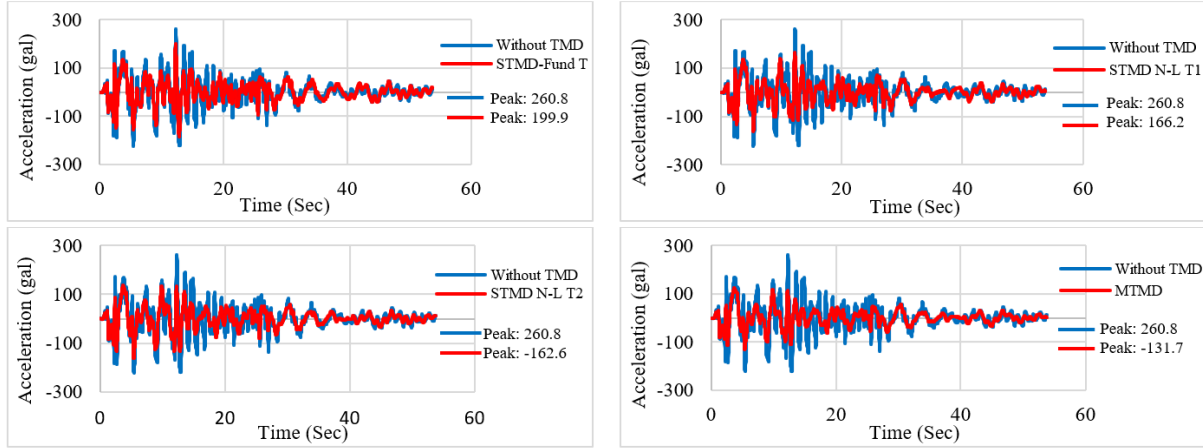 300
Acceleration (gal)
100
-100
-300
0
20
40
60
Time (Sec)
Without TMD
STMD-Fund T
Peak: 260.8
Peak: 199.9
300
Acceleration (gal)
100
-100
-300
0
20
40
60
Time (Sec)
Without TMD
STMD N-L T1
Peak: 260.8
Peak: 166.2
300
Acceleration (gal)
100
-100
-300
0
20
40
60
Time (Sec)
Without TMD
STMD N-L T2
Peak: 260.8
Peak: -162.6
300
Acceleration (gal)
100
-100
-300
0
20
40
60
Time (Sec)
Without TMD
MTMD
Peak: 260.8
Peak: -131.7